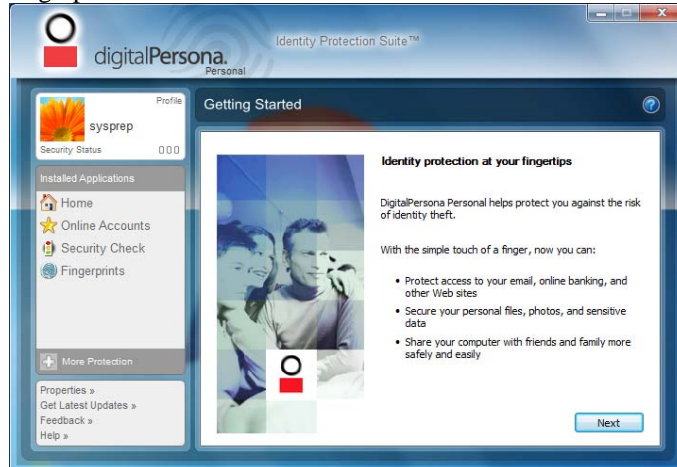 Identity Protection Suite™
digitalPersona.
Personal
Profile
sysprep
Security Status
Installed Applications
Home
Online Accounts
Security Check
Fingerprints
More Protection
Properties »
Get Latest Updates »
Feedback »
Help »
Getting Started
?
Identity protection at your fingertips
DigitalPersona Personal helps protect you against the risk
of identity theft.
With the simple touch of a finger, now you can:
• Protect access to your email, online banking, and
other Web sites
• Secure your personal files, photos, and sensitive
data
• Share your computer with friends and family more
safely and easily
Next